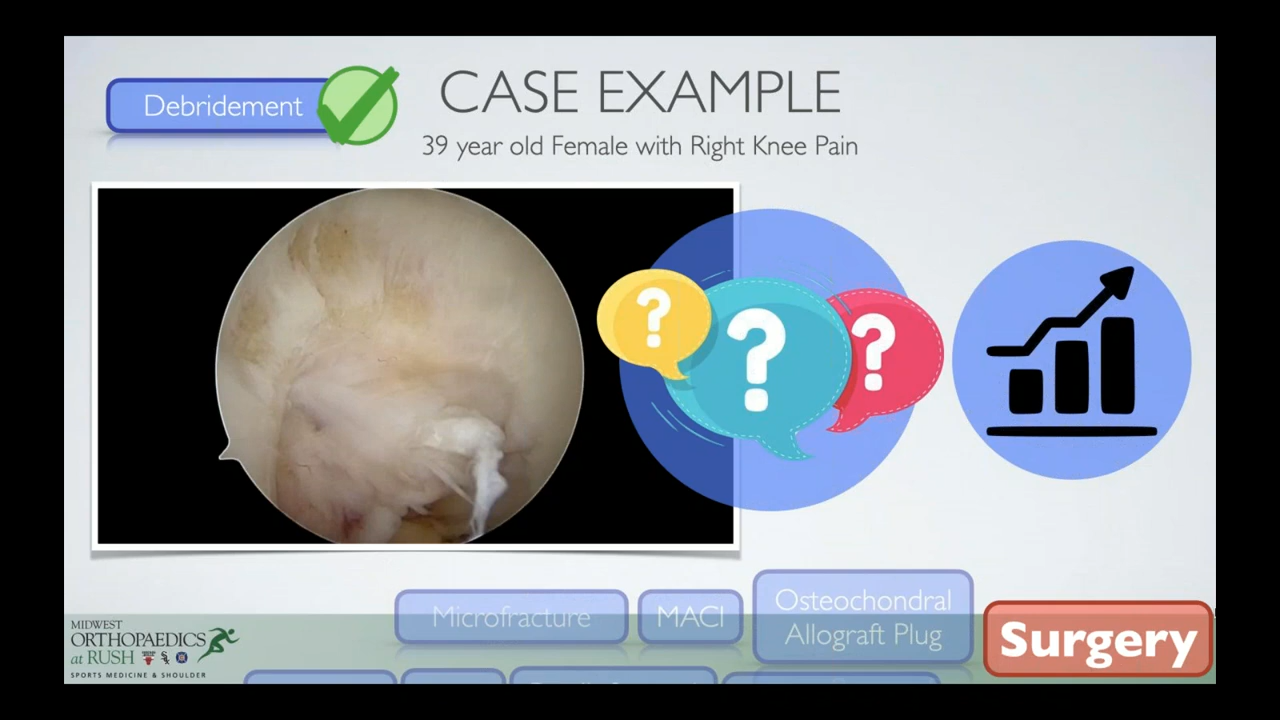 Debridement
CASE EXAMPLE
39 year old Female with Right Knee Pain
?
?
?
Microfracture
MACI
Osteochondral
Allograft Plug
Surgery
MIDWEST
ORTHOPAEDICS
at RUSH
SPORTS MEDICINE & SHOULDER